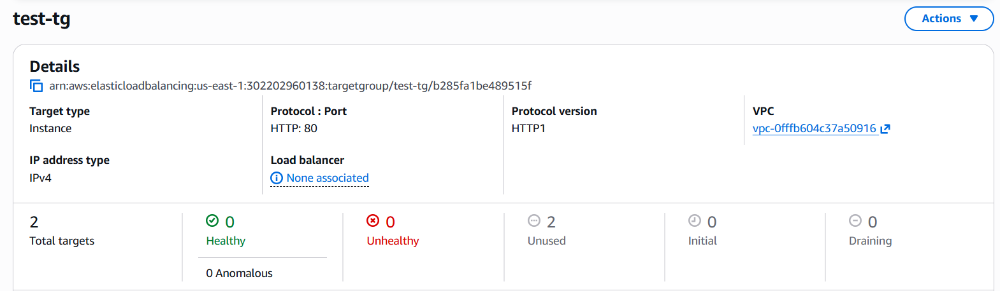 test-tg
Actions
Details
arn:aws:elasticloadbalancing:us-east-1:302202960138:targetgroup/test-tg/b285fa1be489515f
Target type
Instance
Protocol : Port
HTTP: 80
Protocol version
HTTP1
VPC
vpc-0fffb604c37a50916
IP address type
IPv4
Load balancer
None associated
2
Total targets
0
Healthy
0 Anomalous
0
Unhealthy
2
Unused
0
Initial
0
Draining